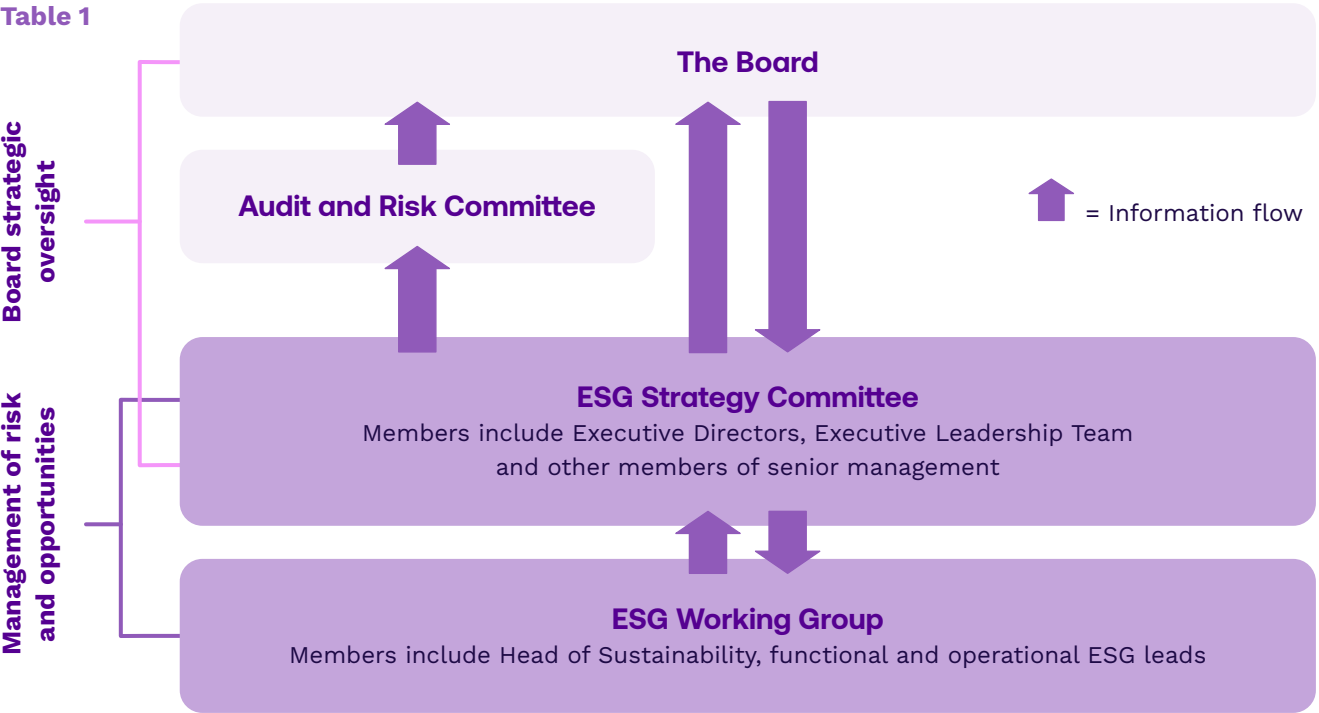 Table 1
The Board
Board strategic
oversight
Audit and Risk Committee
= Information flow
Management of risk
and opportunities
ESG Strategy Committee
Members include Executive Directors, Executive Leadership Team
and other members of senior management
ESG Working Group
Members include Head of Sustainability, functional and operational ESG leads